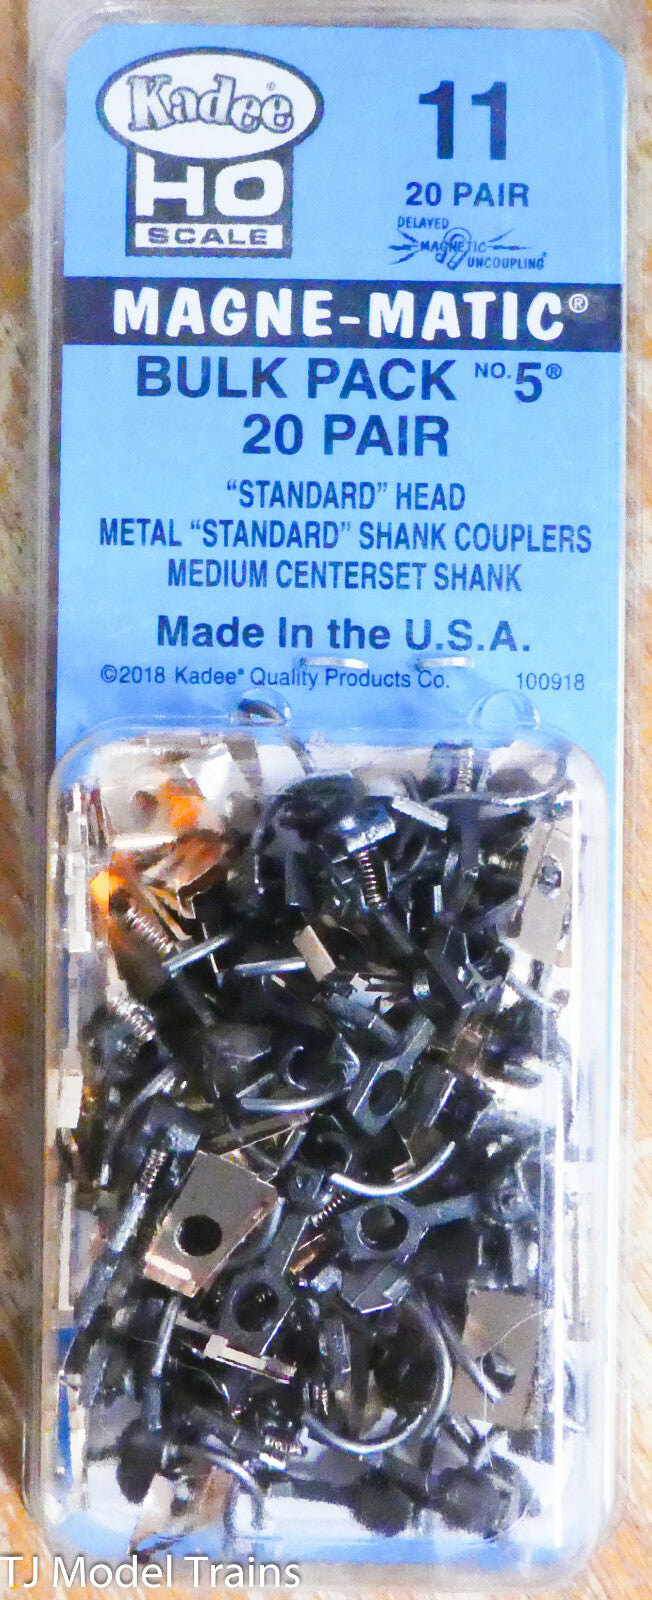 Kadee®
HO
SCALE
11
20 PAIR
DELAYED
MAGNETIC
UNCOUPLING
MAGNE-MATIC®
BULK PACK NO. 5®
20 PAIR
"STANDARD" HEAD
METAL "STANDARD" SHANK COUPLERS
MEDIUM CENTERSET SHANK
Made In the U.S.A.
©2018 Kadee® Quality Products Co. 100918
TJ Model Trains